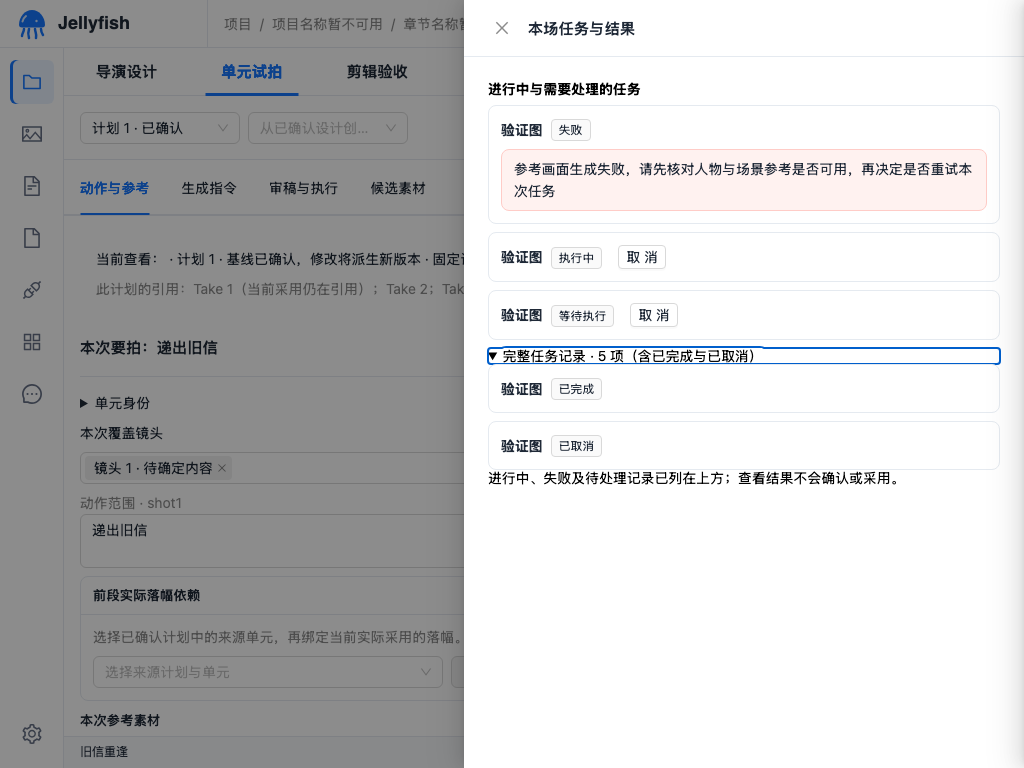 Jellyfish
项目 / 项目名称暂不可用 / 章节名称暂
导演设计
单元试拍
剪辑验收
计划 1 · 已确认
从已确认设计创...
动作与参考
生成指令
审稿与执行
候选素材
当前查看： · 计划 1 · 基线已确认，修改将派生新版本 · 固定
此计划的引用：Take 1（当前采用仍在引用）；Take 2；Tak
本次要拍：递出旧信
单元身份
本次覆盖镜头
镜头 1 · 待确定内容
动作范围 · shot1
递出旧信
前段实际落幅依赖
选择已确认计划中的来源单元，再绑定当前实际采用的落幅。
选择来源计划与单元
本次参考素材
旧信重逢
本场任务与结果
进行中与需要处理的任务
验证图 失败
参考画面生成失败，请先核对人物与场景参考是否可用，再决定是否重试本
次任务
验证图 执行中 取 消
验证图 等待执行 取 消
▼ 完整任务记录 · 5 项（含已完成与已取消）
验证图 已完成
验证图 已取消
进行中、失败及待处理记录已列在上方；查看结果不会确认或采用。